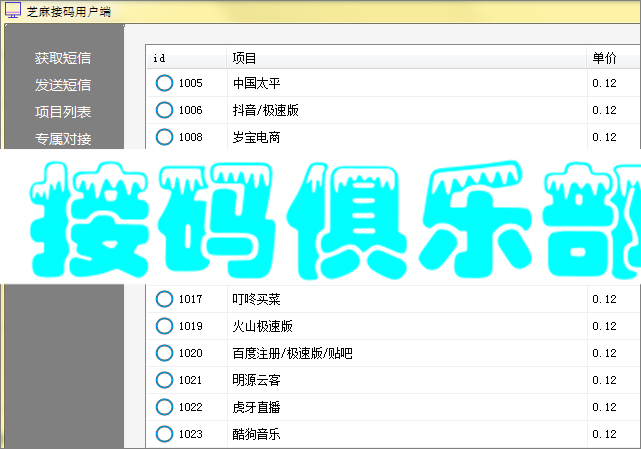 芝麻接码用户端
获取短信
发送短信
项目列表
专属对接
id 项目 单价
1005 中国太平 0.12
1006 抖音/极速版 0.12
1008 岁宝电商 0.12
接码俱乐部
1017 叮咚买菜 0.12
1019 火山极速版 0.12
1020 百度注册/极速版/贴吧 0.12
1021 明源云客 0.12
1022 虎牙直播 0.12
1023 酷狗音乐 0.12